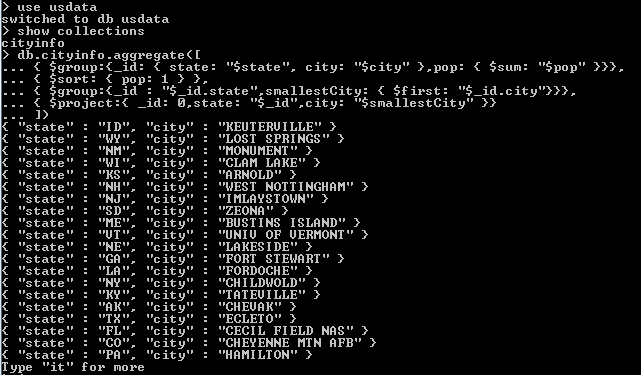 > use usdata
switched to db usdata
> show collections
cityinfo
> db.cityinfo.aggregate([
... { $group:{_id: { state: "$state", city: "$city" },pop: { $sum: "$pop" }}},
... { $sort: { pop: 1 } },
... { $group:{_id : "$_id.state",smallestCity: { $first: "$_id.city"}}},
... { $project:{ _id: 0,state: "$_id",city: "$smallestCity" }}
... ])
{ "state" : "ID", "city" : "KEUTERVILLE" }
{ "state" : "WY", "city" : "LOST SPRINGS" }
{ "state" : "NM", "city" : "MONUMENT" }
{ "state" : "WI", "city" : "CLAM LAKE" }
{ "state" : "KS", "city" : "ARNOLD" }
{ "state" : "NH", "city" : "WEST NOTTINGHAM" }
{ "state" : "NJ", "city" : "IMLAYSTOWN" }
{ "state" : "SD", "city" : "ZEONA" }
{ "state" : "ME", "city" : "BUSTINS ISLAND" }
{ "state" : "VT", "city" : "UNIV OF VERMONT" }
{ "state" : "NE", "city" : "LAKESIDE" }
{ "state" : "GA", "city" : "FORT STEWART" }
{ "state" : "LA", "city" : "FORDOCHE" }
{ "state" : "NY", "city" : "CHILDWOLD" }
{ "state" : "KY", "city" : "TATEVILLE" }
{ "state" : "AK", "city" : "CHEVAK" }
{ "state" : "TX", "city" : "ECLETO" }
{ "state" : "FL", "city" : "CECIL FIELD NAS" }
{ "state" : "CO", "city" : "CHEYENNE MTN AFB" }
{ "state" : "PA", "city" : "HAMILTON" }
Type "it" for more